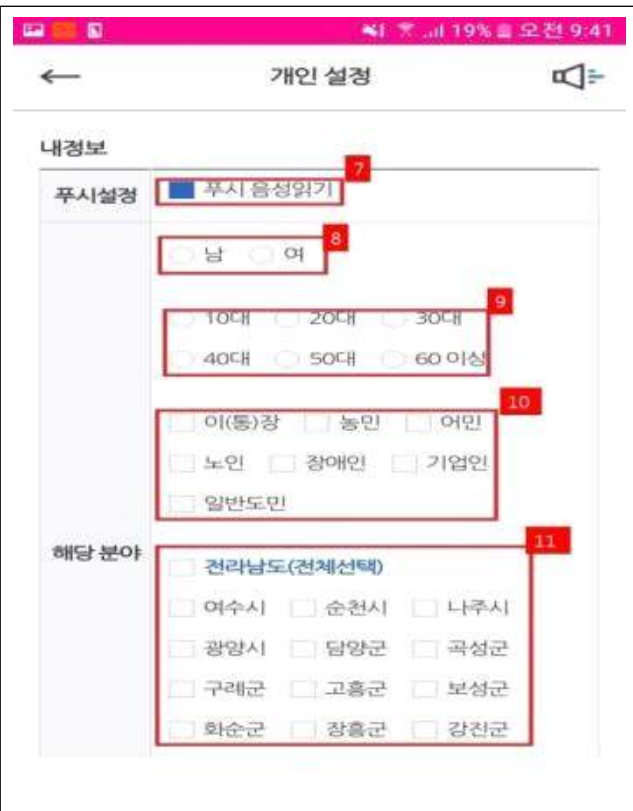 19% 오전 9:41
개인 설정
내정보
7
푸시설정 푸시 음성읽기
8
남 여
9
10대 20대 30대
40대 50대 60 이상
10
이(통)장 농민 어민
노인 장애인 기업인
일반도민
11
해당 분야
전라남도(전체선택)
여수시 순천시 나주시
광양시 담양군 곡성군
구례군 고흥군 보성군
화순군 장흥군 강진군